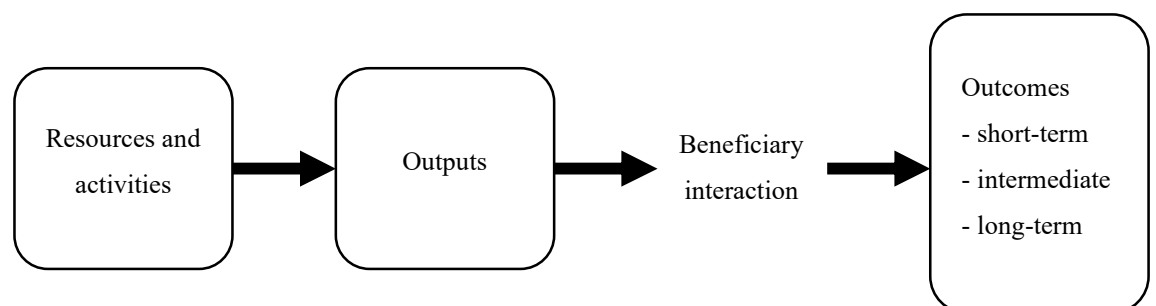 Resources and
activities
Outputs
Beneficiary
interaction
Outcomes
- short-term
- intermediate
- long-term